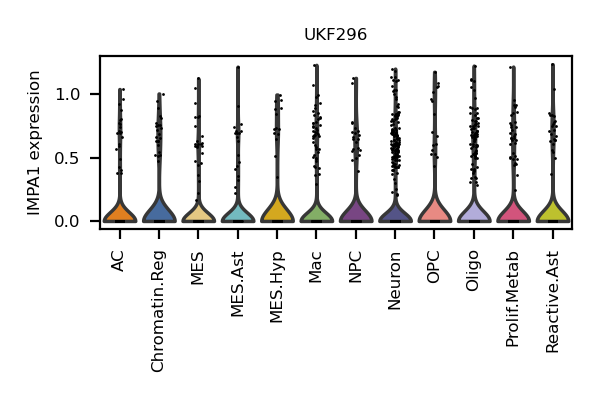 UKF296
IMPA1 expression
1.0
0.5
0.0
AC
Chromatin.Reg
MES
MES.Ast
MES.Hyp
Mac
NPC
Neuron
OPC
Oligo
Prolif.Metab
Reactive.Ast